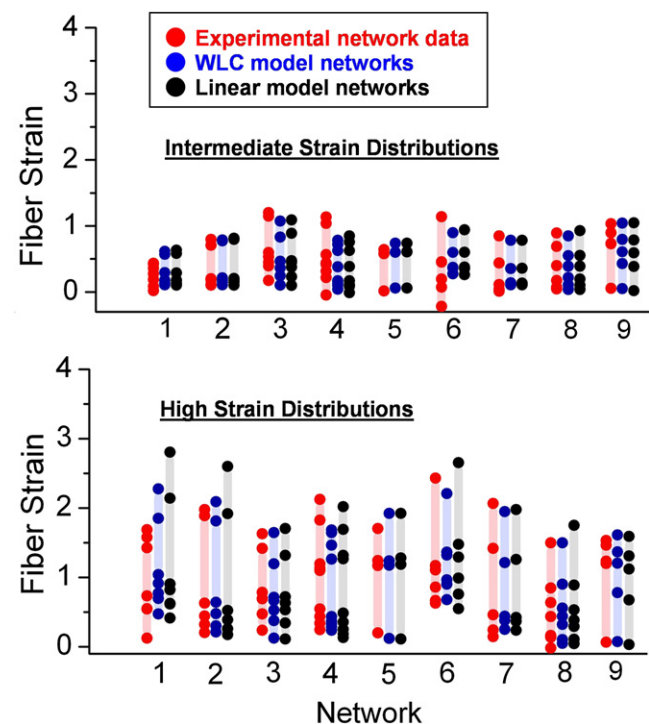 4
Experimental network data
WLC model networks
3
Linear model networks
Intermediate Strain Distributions
2
1
0
Fiber Strain
1 2 3 4 5 6 7 8 9
4
High Strain Distributions
3
2
1
0
Fiber Strain
1 2 3 4 5 6 7 8 9
Network